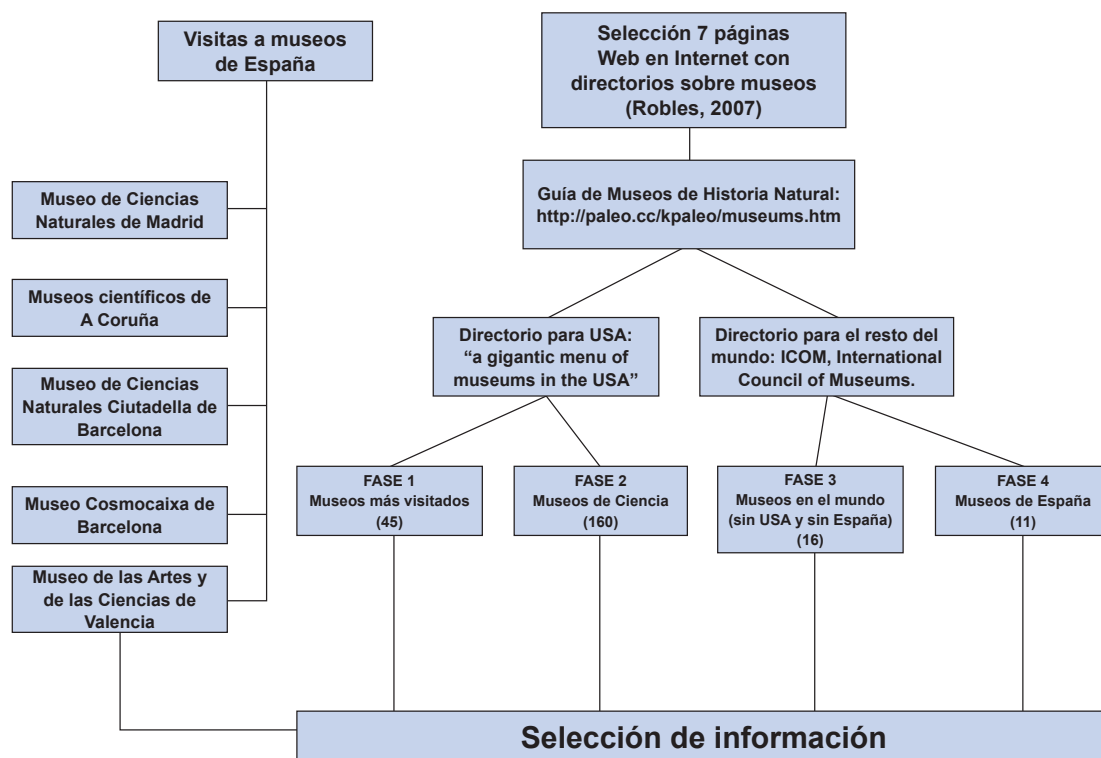 Visitas a museos
de España
Museo de Ciencias
Naturales de Madrid
Museos científicos de
A Coruña
Museo de Ciencias
Naturales Ciutadella de
Barcelona
Museo Cosmocaixa de
Barcelona
Museo de las Artes y
de las Ciencias de
Valencia
Selección 7 páginas
Web en Internet con
directorios sobre museos
(Robles, 2007)
Guía de Museos de Historia Natural:
http://paleo.cc/kpaleo/museums.htm
Directorio para USA:
“a gigantic menu of
museums in the USA”
Directorio para el resto del
mundo: ICOM, International
Council of Museums.
FASE 1
Museos más visitados
(45)
FASE 2
Museos de Ciencia
(160)
FASE 3
Museos en el mundo
(sin USA y sin España)
(16)
FASE 4
Museos de España
(11)
Selección de información